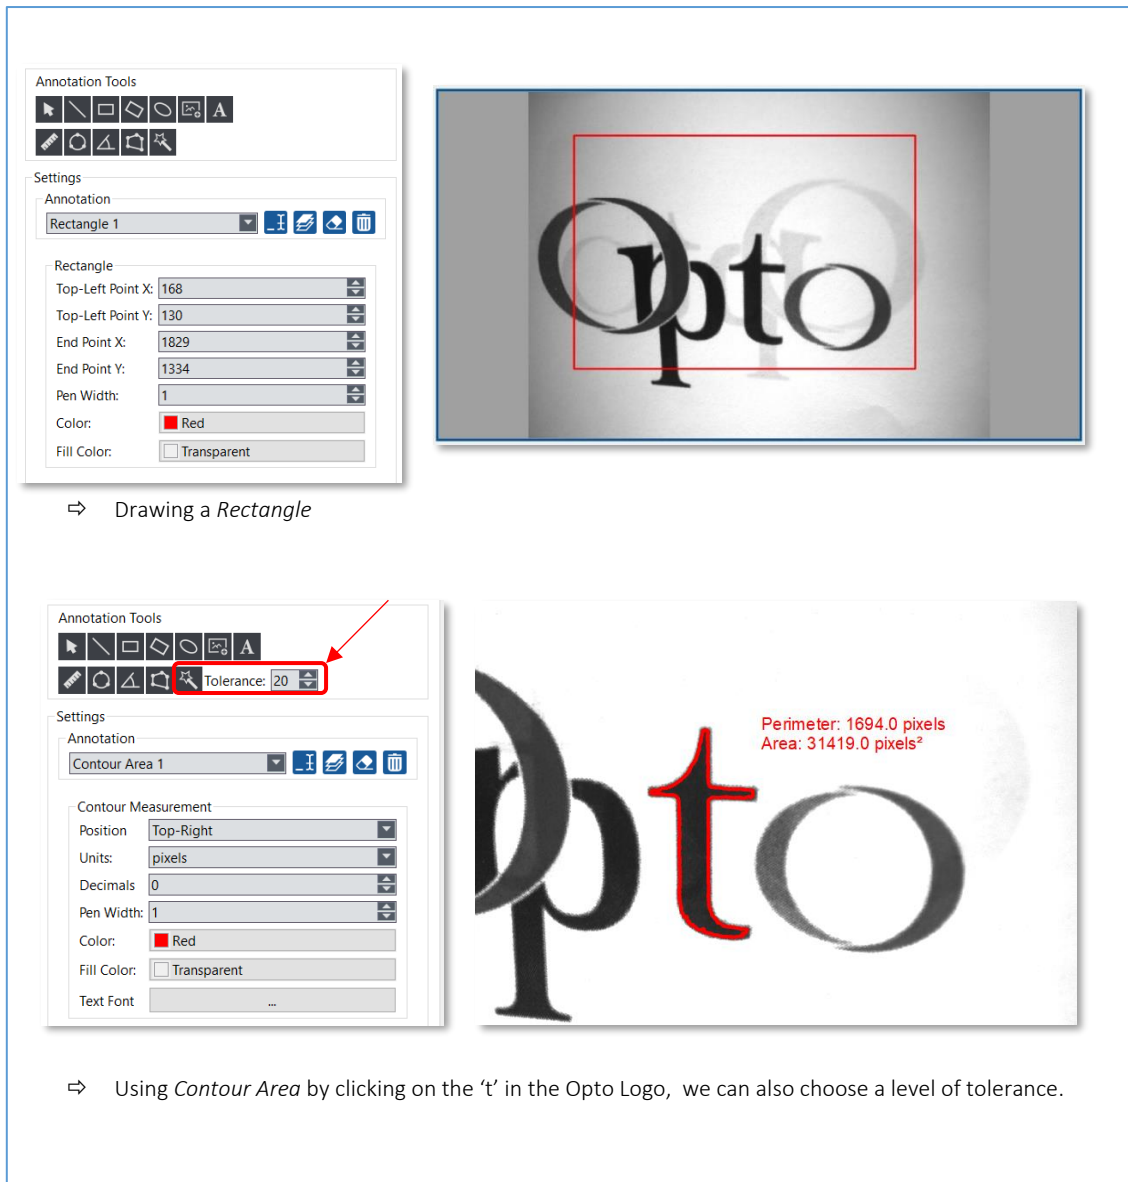 Annotation Tools
A
Settings
Annotation
Rectangle 1
Rectangle
Top-Left Point X: 168
Top-Left Point Y: 130
End Point X: 1829
End Point Y: 1334
Pen Width: 1
Color: Red
Fill Color: Transparent
Opto
⇨ Drawing a Rectangle
Annotation Tools
A
Tolerance: 20
Settings
Annotation
Contour Area 1
Contour Measurement
Position Top-Right
Units: pixels
Decimals 0
Pen Width: 1
Color: Red
Fill Color: Transparent
Text Font ...
Perimeter: 1694.0 pixels
Area: 31419.0 pixels²
Opto
⇨ Using Contour Area by clicking on the ‘t’ in the Opto Logo,  we can also choose a level of tolerance.